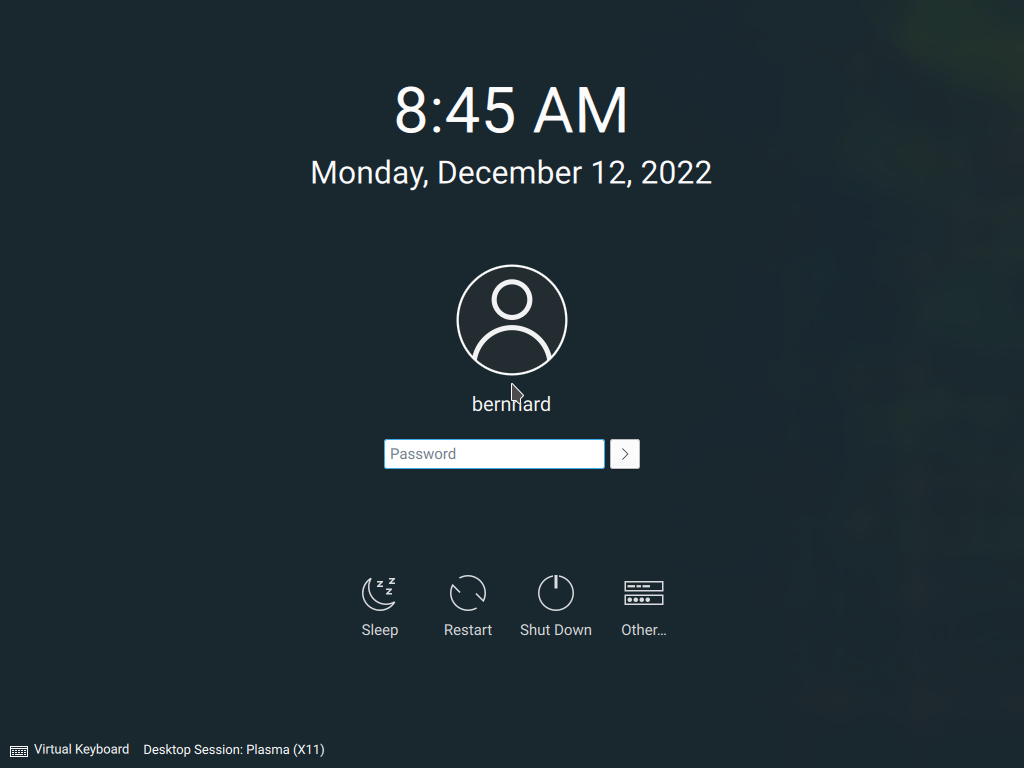 8:45 AM
Monday, December 12, 2022
bernhard
Password
Sleep
Restart
Shut Down
Other...
Virtual Keyboard
Desktop Session: Plasma (X11)